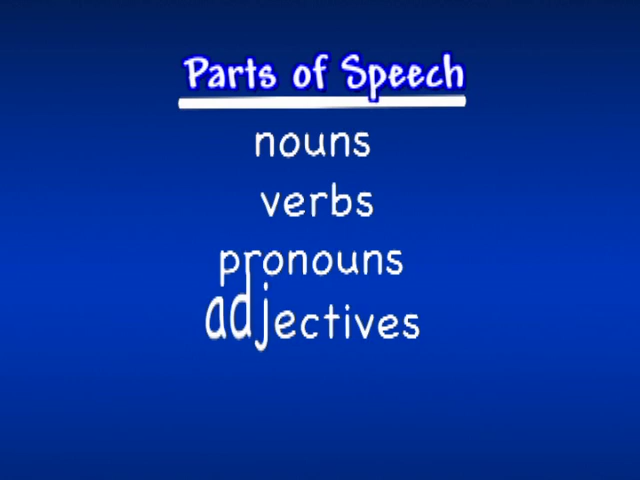 Parts of Speech
nouns
verbs
pronouns
adjectives